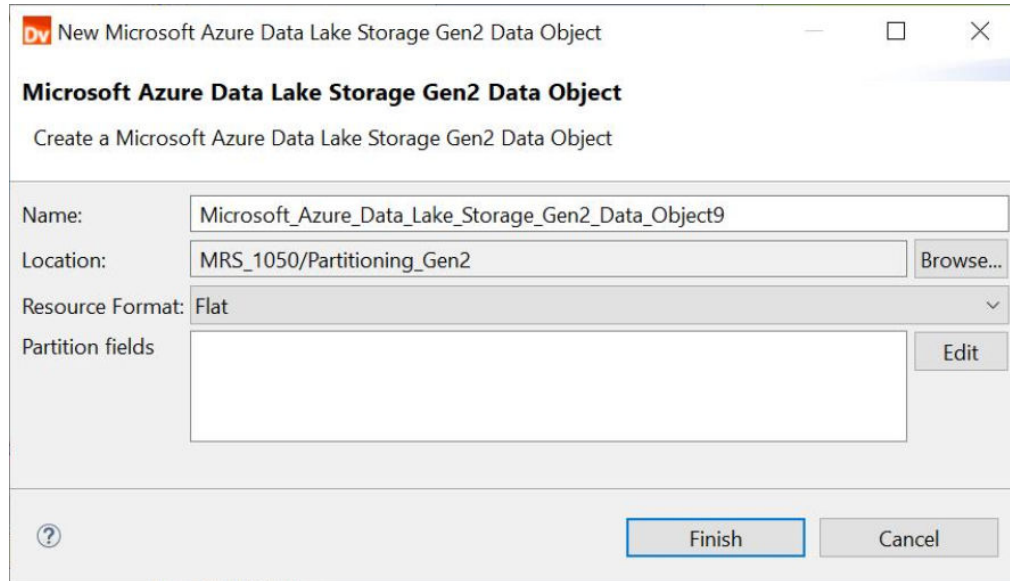 Dv New Microsoft Azure Data Lake Storage Gen2 Data Object
Microsoft Azure Data Lake Storage Gen2 Data Object
Create a Microsoft Azure Data Lake Storage Gen2 Data Object
Name: Microsoft_Azure_Data_Lake_Storage_Gen2_Data_Object9
Location: MRS_1050/Partitioning_Gen2 Browse...
Resource Format: Flat
Partition fields Edit
? Finish Cancel